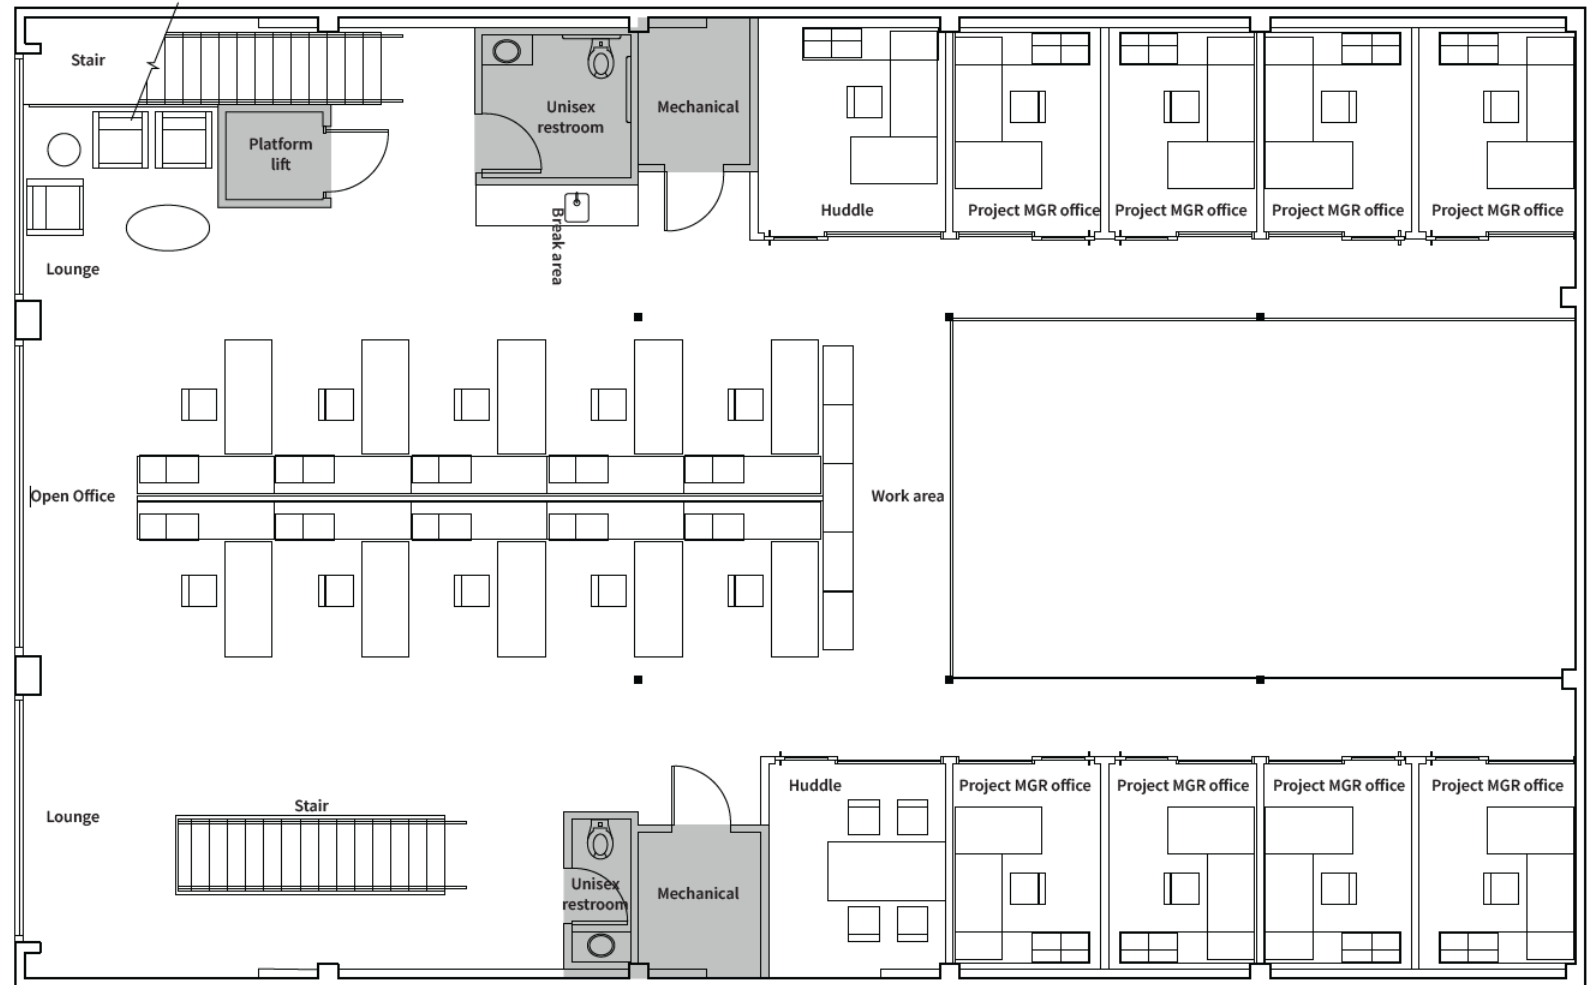 Stair
Unisex
restroom
Mechanical
Platform
lift
Huddle
Project MGR office
Project MGR office
Project MGR office
Project MGR office
Break area
Lounge
Open Office
Work area
Huddle
Project MGR office
Project MGR office
Project MGR office
Project MGR office
Stair
Lounge
Unisex
restroom
Mechanical